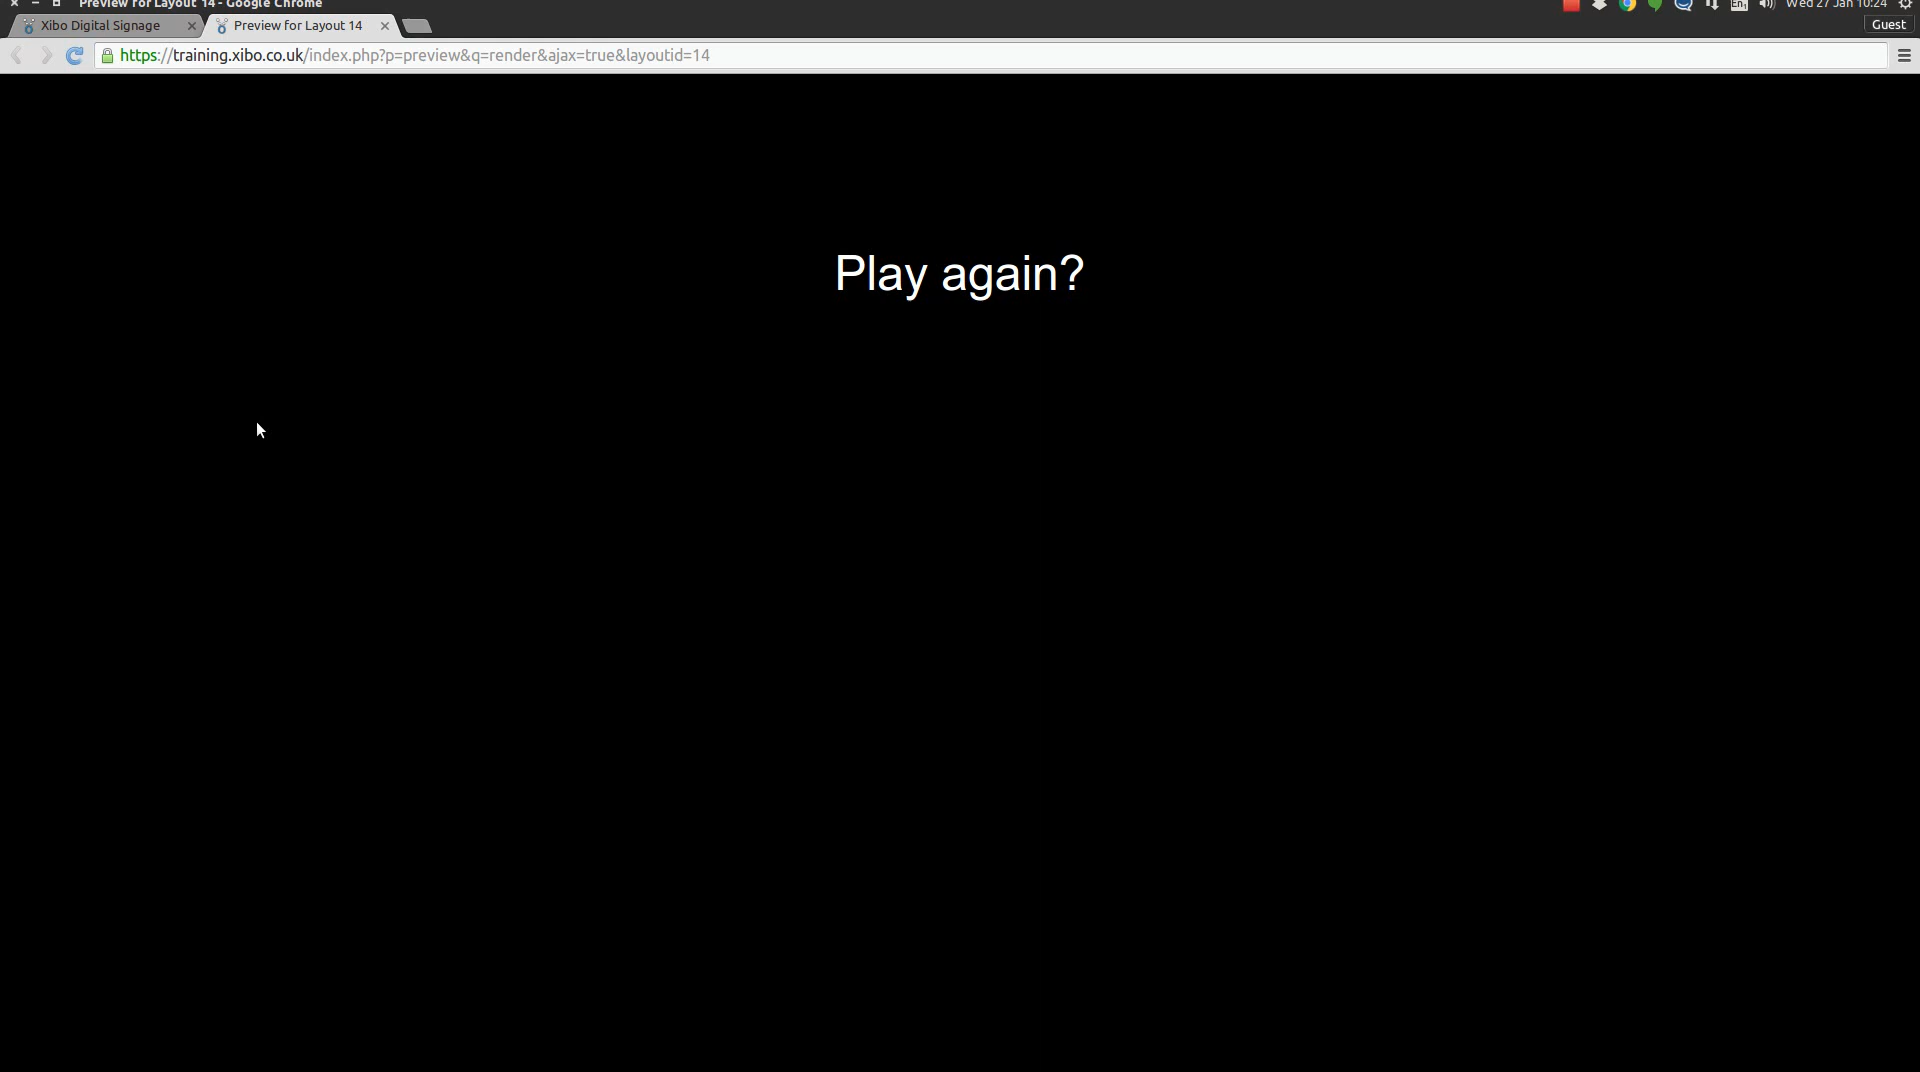 Preview for Layout 14 - Google Chrome
En1
Wed 27 Jan 10:24
Xibo Digital Signage
Preview for Layout 14
Guest
https://training.xibo.co.uk/index.php?p=preview&q=render&ajax=true&layoutid=14
Play again?